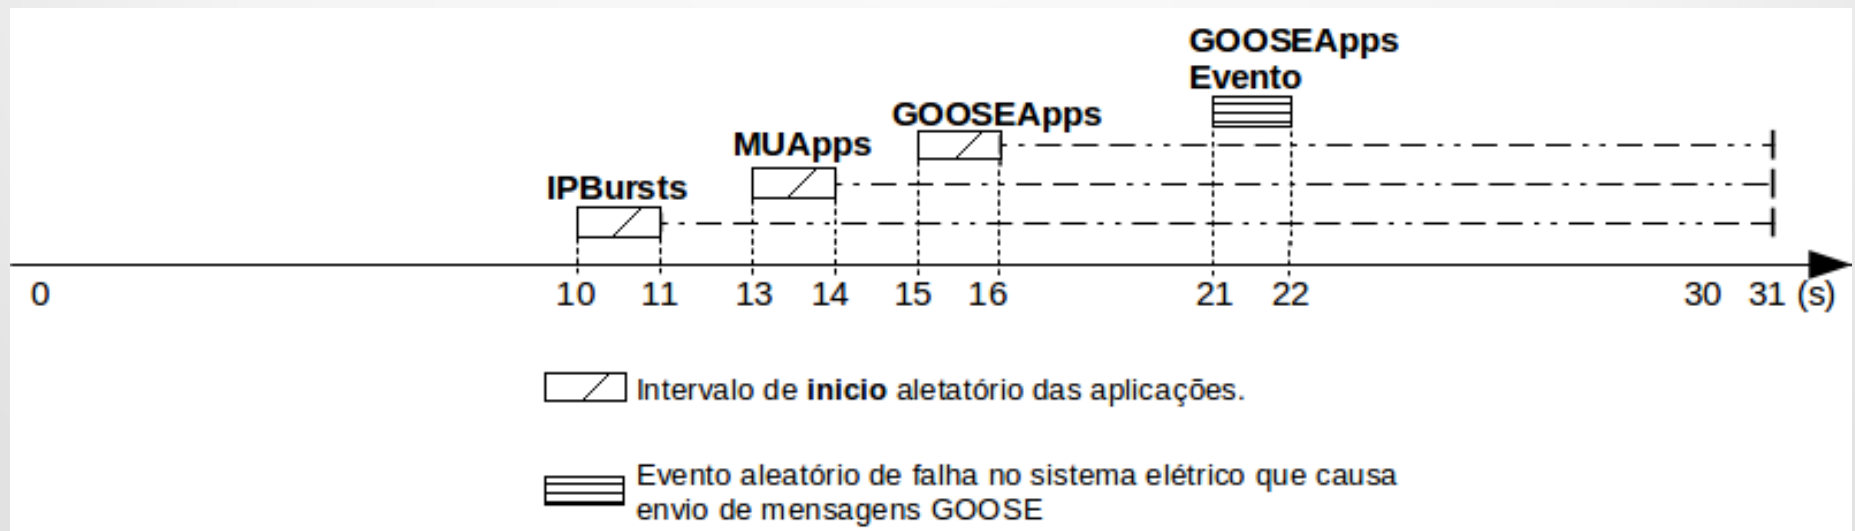 GOOSEApps
Evento
GOOSEApps
MUApps
IPBursts
0 10 11 13 14 15 16 21 22 30 31 (s)
Intervalo de inicio aletatório das aplicações.
Evento aleatório de falha no sistema elétrico que causa
envio de mensagens GOOSE